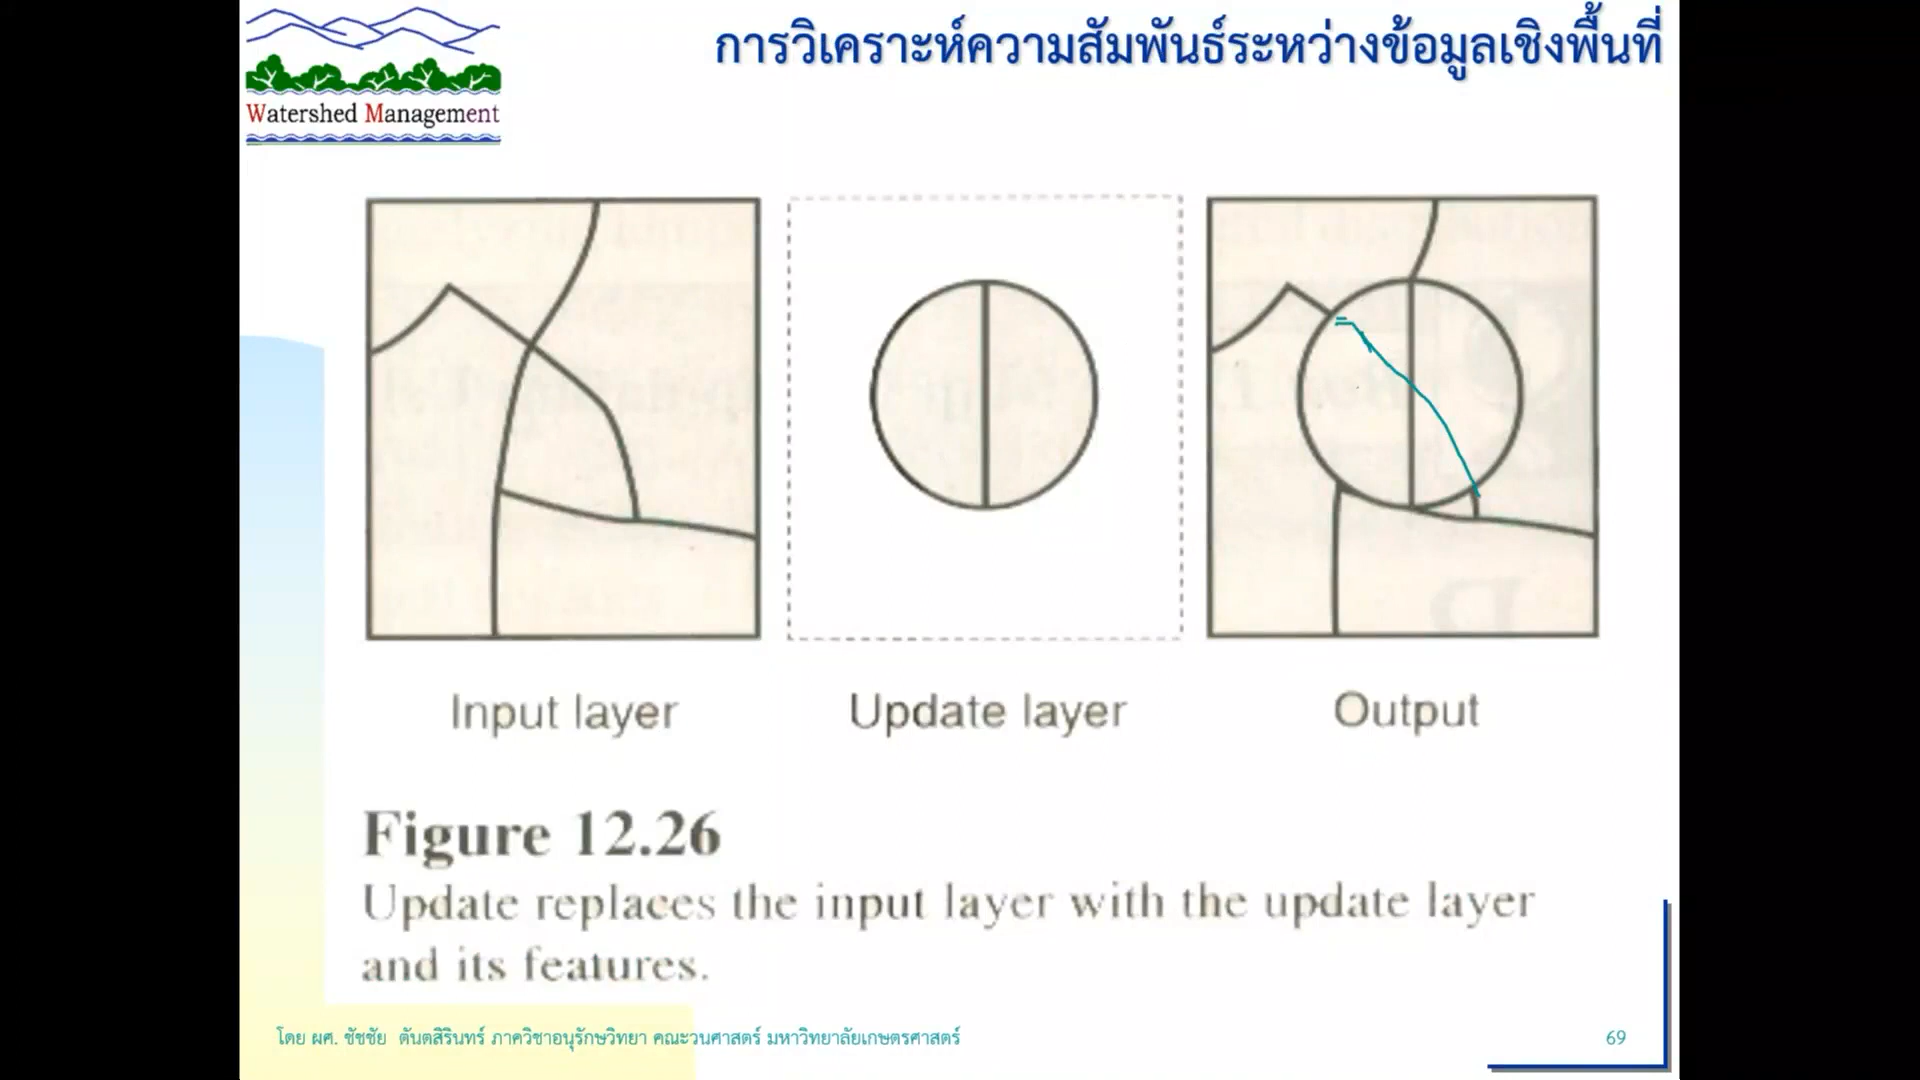 การวิเคราะห์ความสัมพันธ์ระหว่างข้อมูลเชิงพื้นที่
Watershed Management
Input layer
Update layer
Output
Figure 12.26
Update replaces the input layer with the update layer
and its features.
โดย ผศ. ชัชชัย ตันตสิรินทร์ ภาควิชาอนุรักษวิทยา คณะวนศาสตร์ มหาวิทยาลัยเกษตรศาสตร์
69